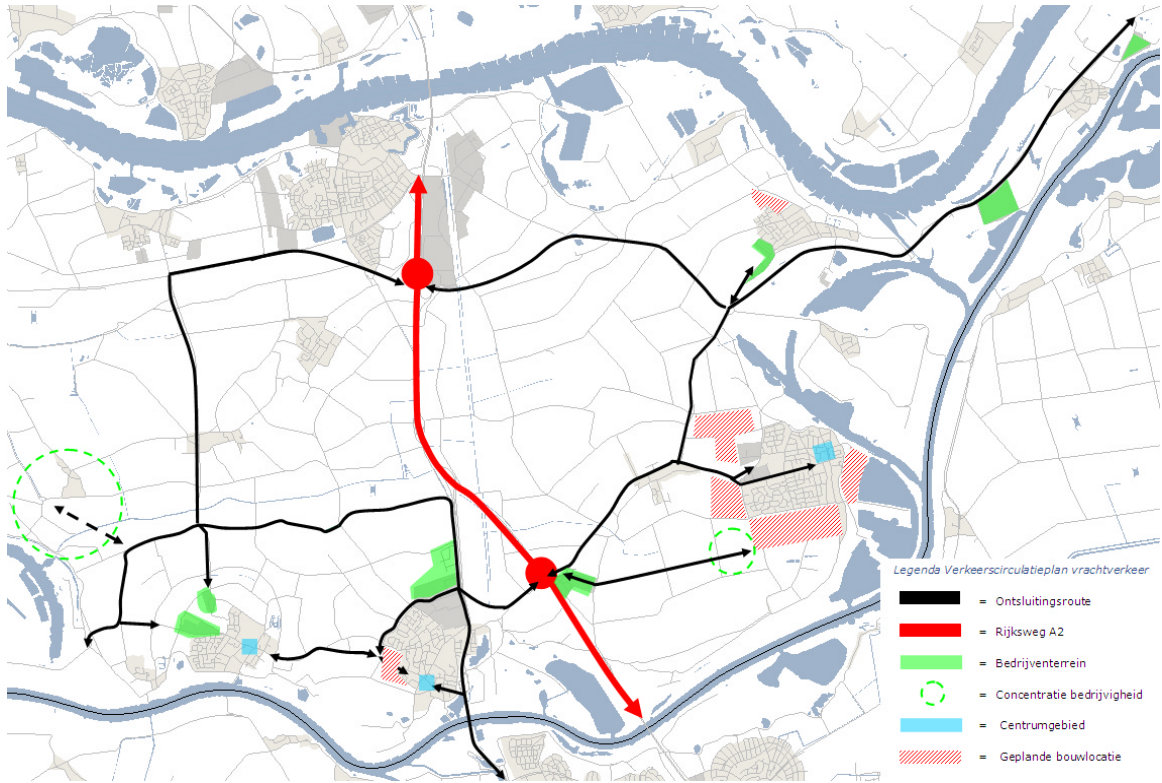 Legenda Verkeerscirculatieplan vrachtverkeer
= Ontsluitingsroute
= Rijksweg A2
= Bedrijventerrein
= Concentratie bedrijvigheid
= Centrumgebied
= Geplande bouwlocatie